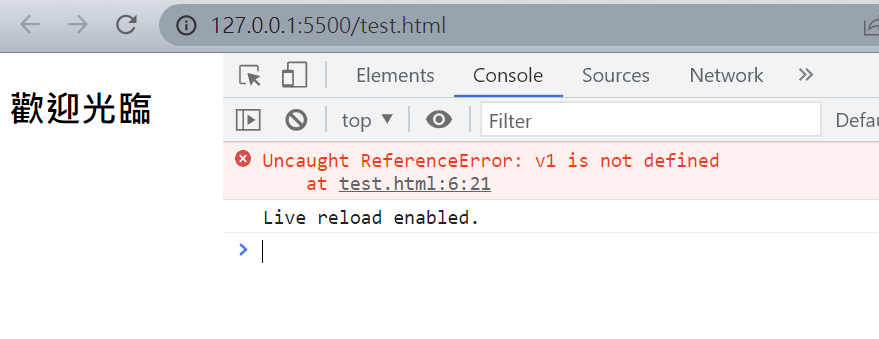 127.0.0.1:5500/test.html
歡迎光臨
Elements Console Sources Network »
top ▼ Filter Defau
Uncaught ReferenceError: v1 is not defined
at test.html:6:21
Live reload enabled.
>